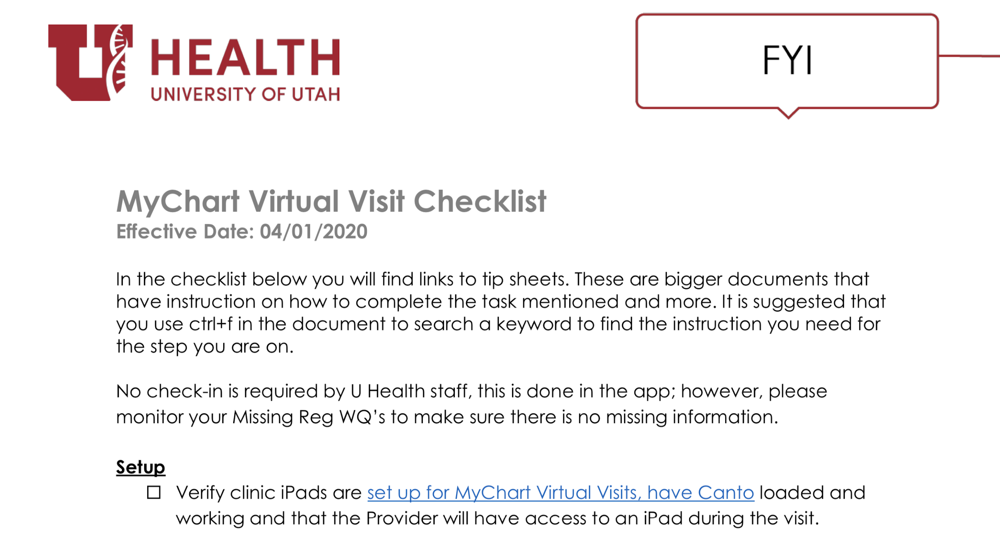 HEALTH
UNIVERSITY OF UTAH
FYI
MyChart Virtual Visit Checklist
Effective Date: 04/01/2020
In the checklist below you will find links to tip sheets. These are bigger documents that
have instruction on how to complete the task mentioned and more. It is suggested that
you use ctrl+f in the document to search a keyword to find the instruction you need for
the step you are on.
No check-in is required by U Health staff, this is done in the app; however, please
monitor your Missing Reg WQ’s to make sure there is no missing information.
Setup
☐ Verify clinic iPads are set up for MyChart Virtual Visits, have Canto loaded and
working and that the Provider will have access to an iPad during the visit.